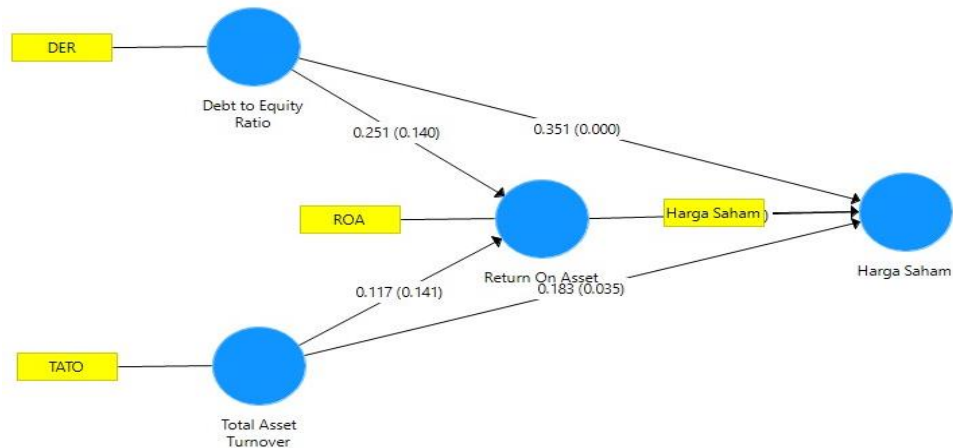 DER
Debt to Equity
Ratio
0.251 (0.140)
0.351 (0.000)
ROA
Return On Asset
Harga Saham
)
Harga Saham
0.117 (0.141)
0.183 (0.035)
TATO
Total Asset
Turnover